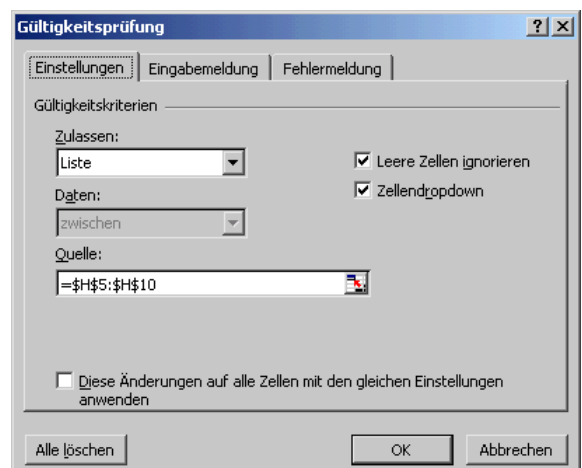 Gültigkeitsprüfung
Einstellungen Eingabemeldung Fehlermeldung
Gültigkeitskriterien
Zulassen:
Liste
Leere Zellen ignorieren
Daten:
Zellendropdown
zwischen
Quelle:
=$H$5:$H$10
Diese Änderungen auf alle Zellen mit den gleichen Einstellungen
anwenden
Alle löschen OK Abbrechen